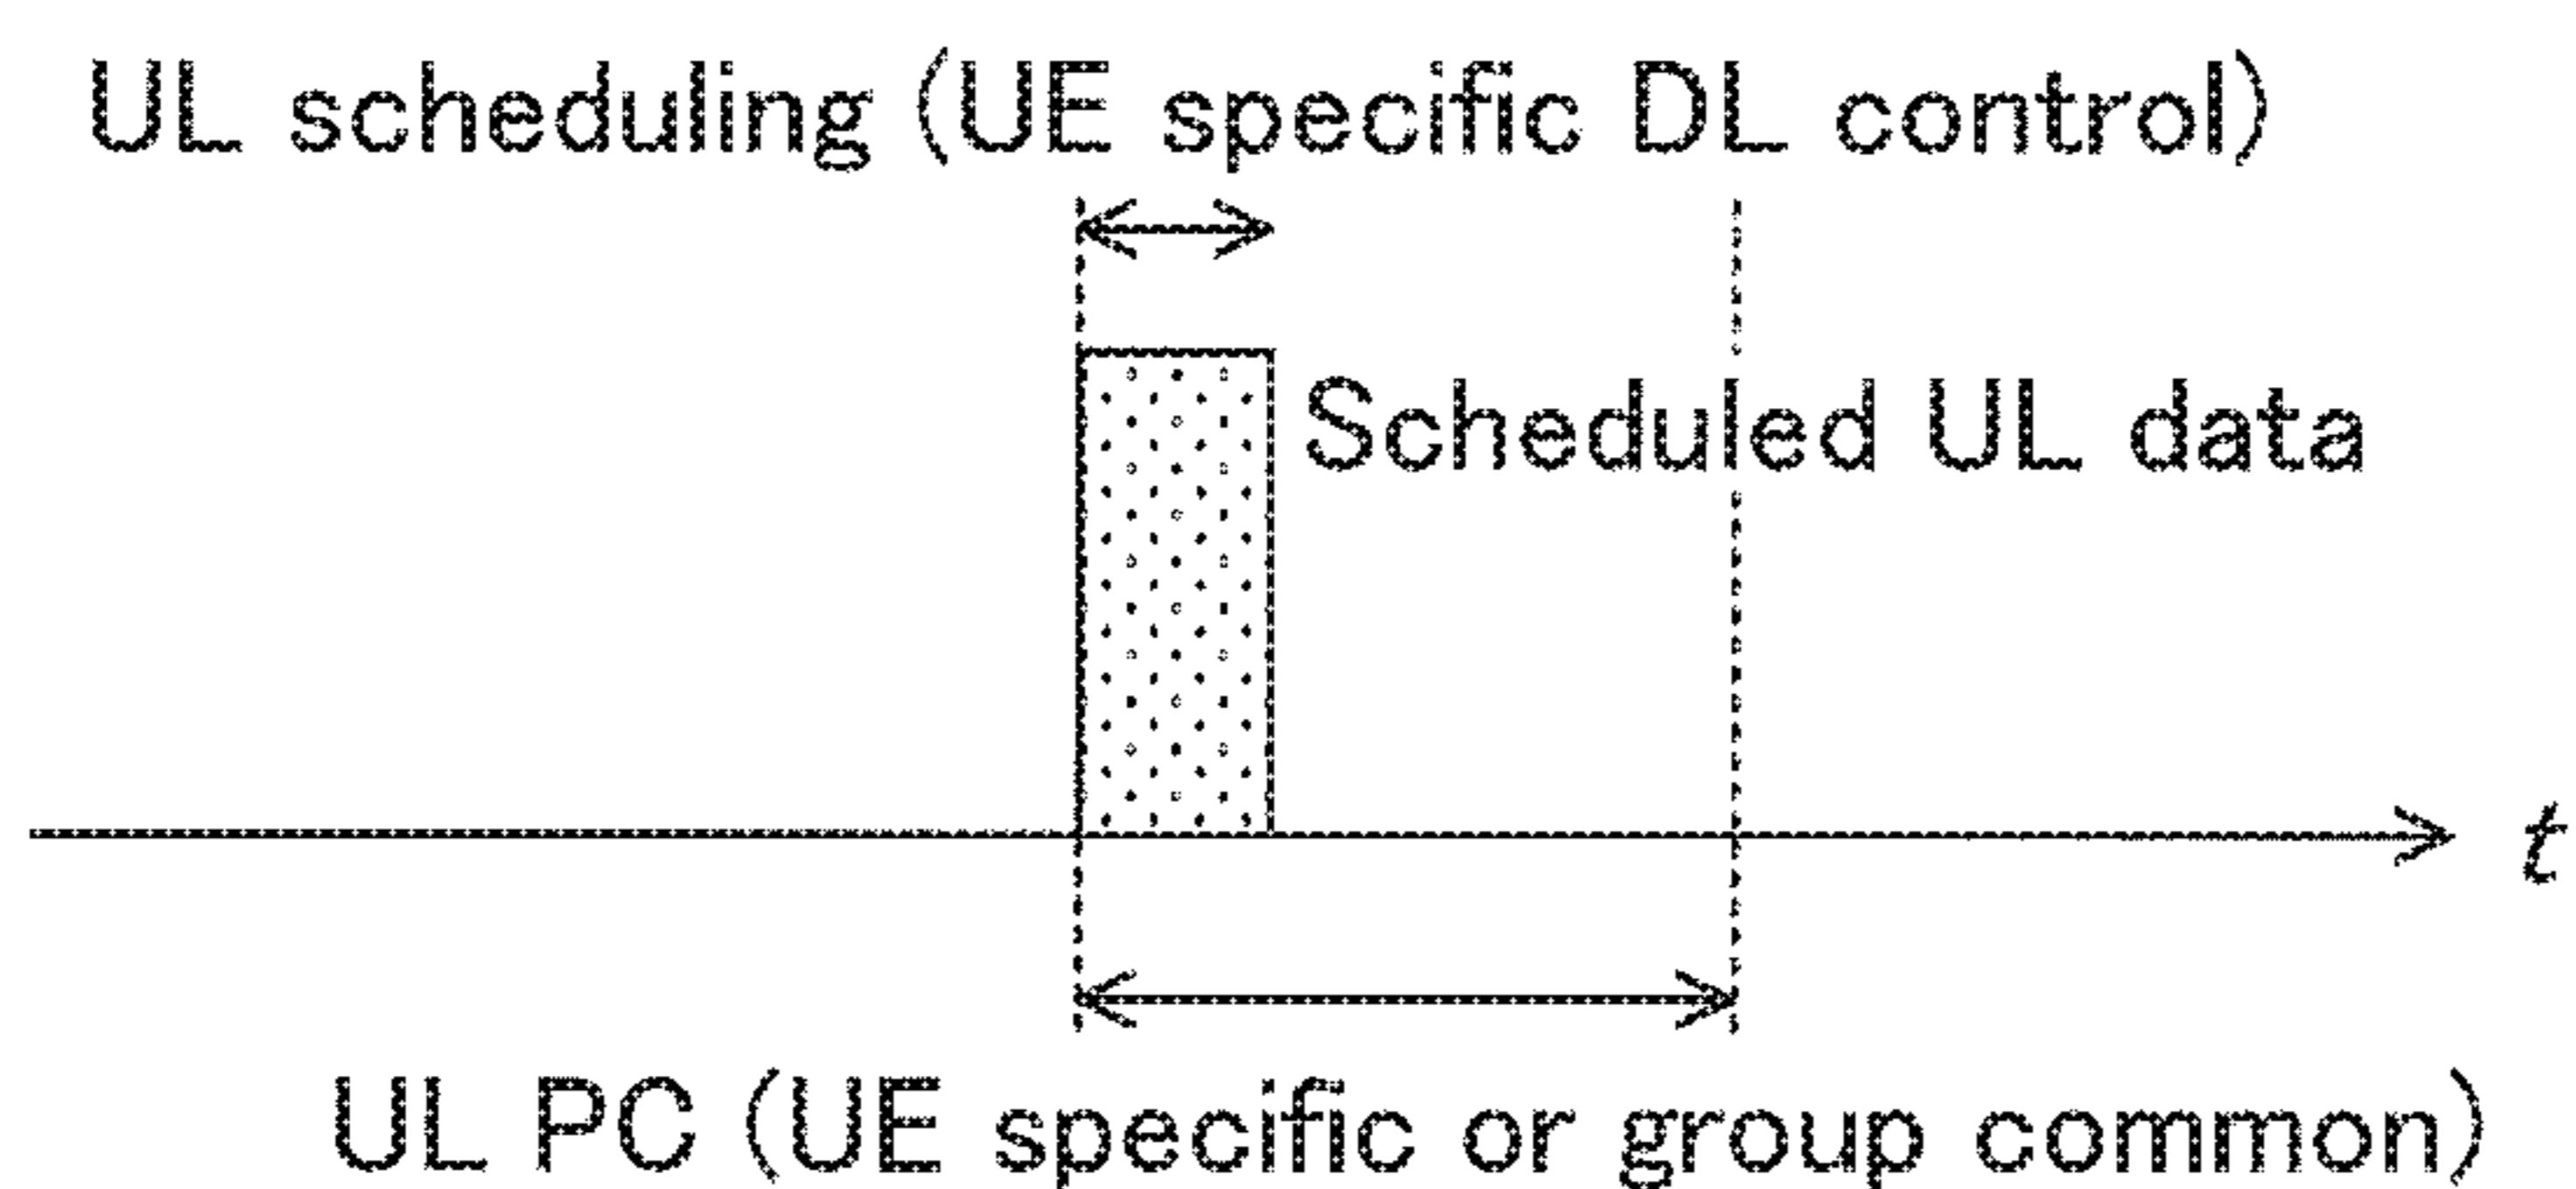 UL scheduling (UE specific DL control)
Scheduled UL data
t
UL PC (UE specific or group common)